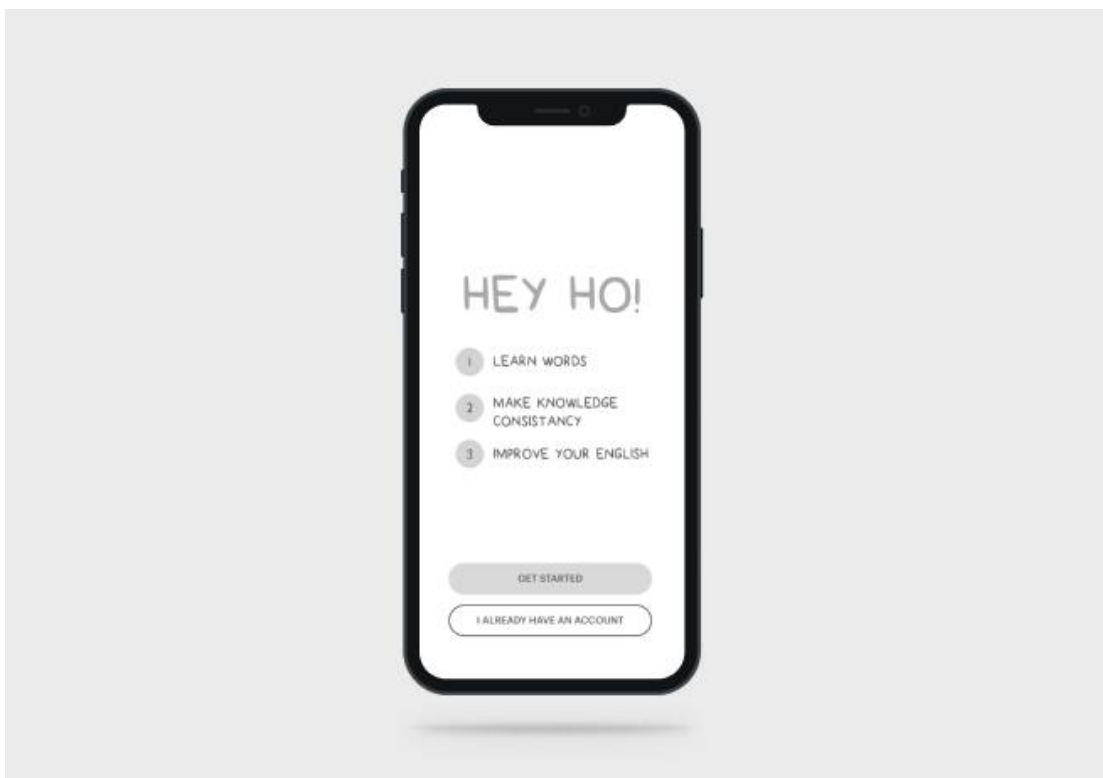 HEY HO!
1 LEARN WORDS
2 MAKE KNOWLEDGE
CONSISTANCY
3 IMPROVE YOUR ENGLISH
GET STARTED
I ALREADY HAVE AN ACCOUNT